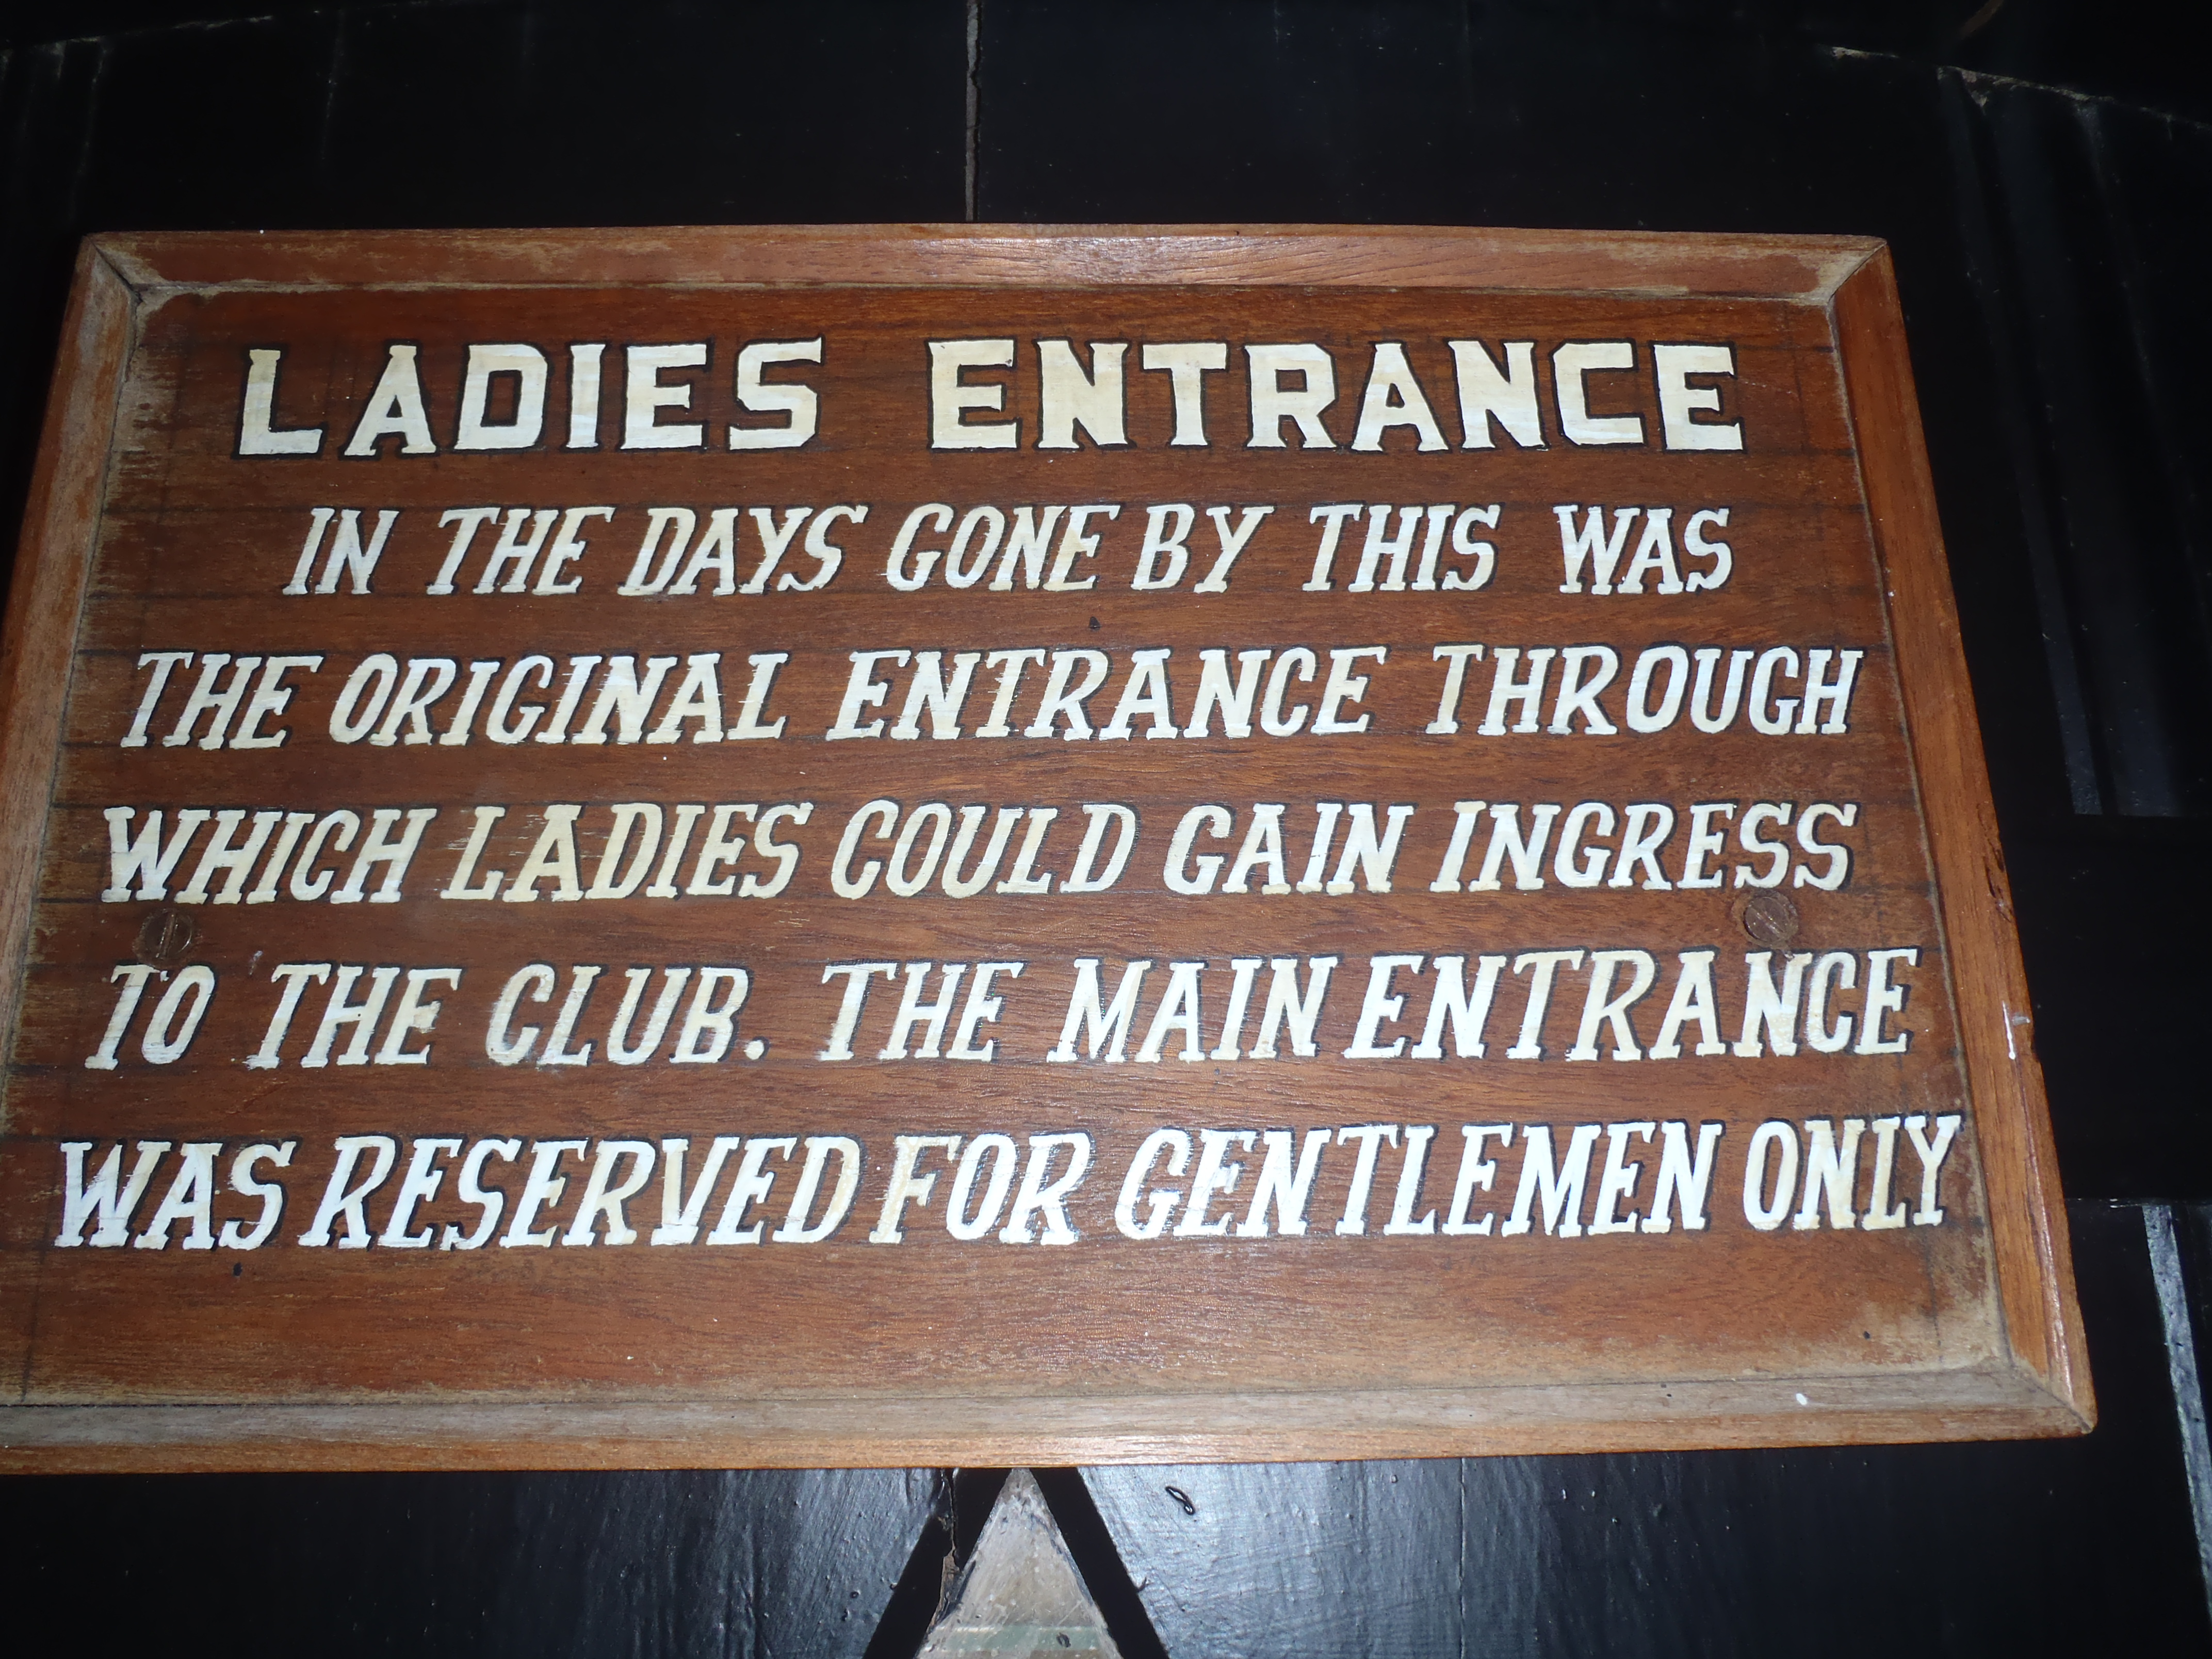 LADIES ENTRANCE
IN THE DAYS GONE BY THIS WAS
THE ORIGINAL ENTRANCE THROUGH
WHICH LADIES COULD GAIN INGRESS
TO THE CLUB. THE MAIN ENTRANCE
WAS RESERVED FOR GENTLEMEN ONLY